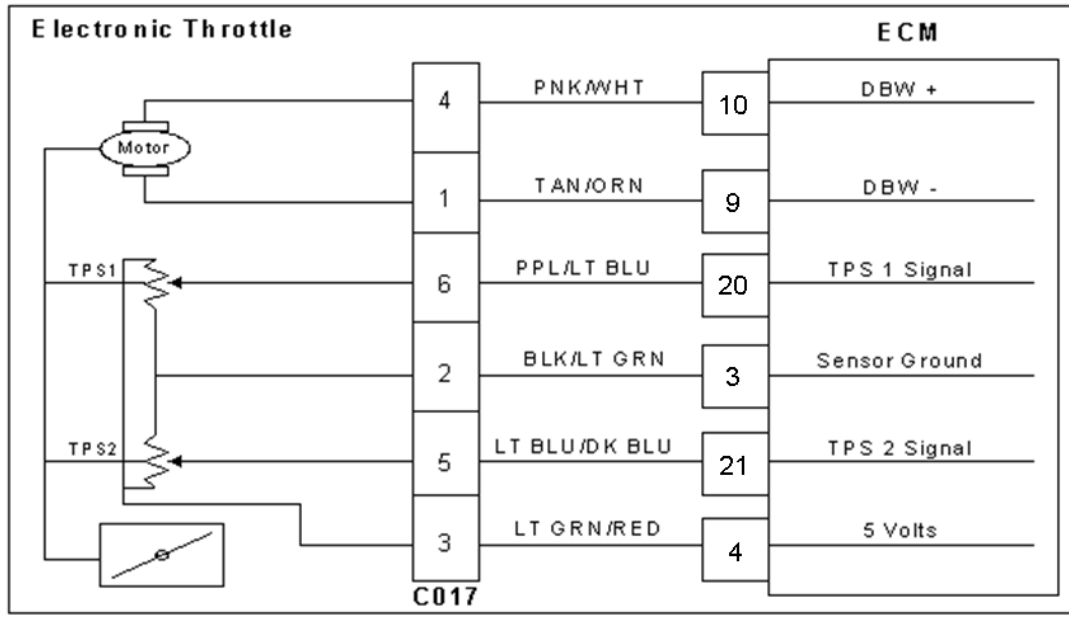 Electronic Throttle
ECM
4 PNK/WHT 10 DBW +
Motor
1 TAN/ORN 9 DBW -
TPS1 6 PPL/LT BLU 20 TPS 1 Signal
2 BLK/LT GRN 3 Sensor Ground
TPS2 5 LT BLU/DK BLU 21 TPS 2 Signal
3 LT GRN/RED 4 5 Volts
C017